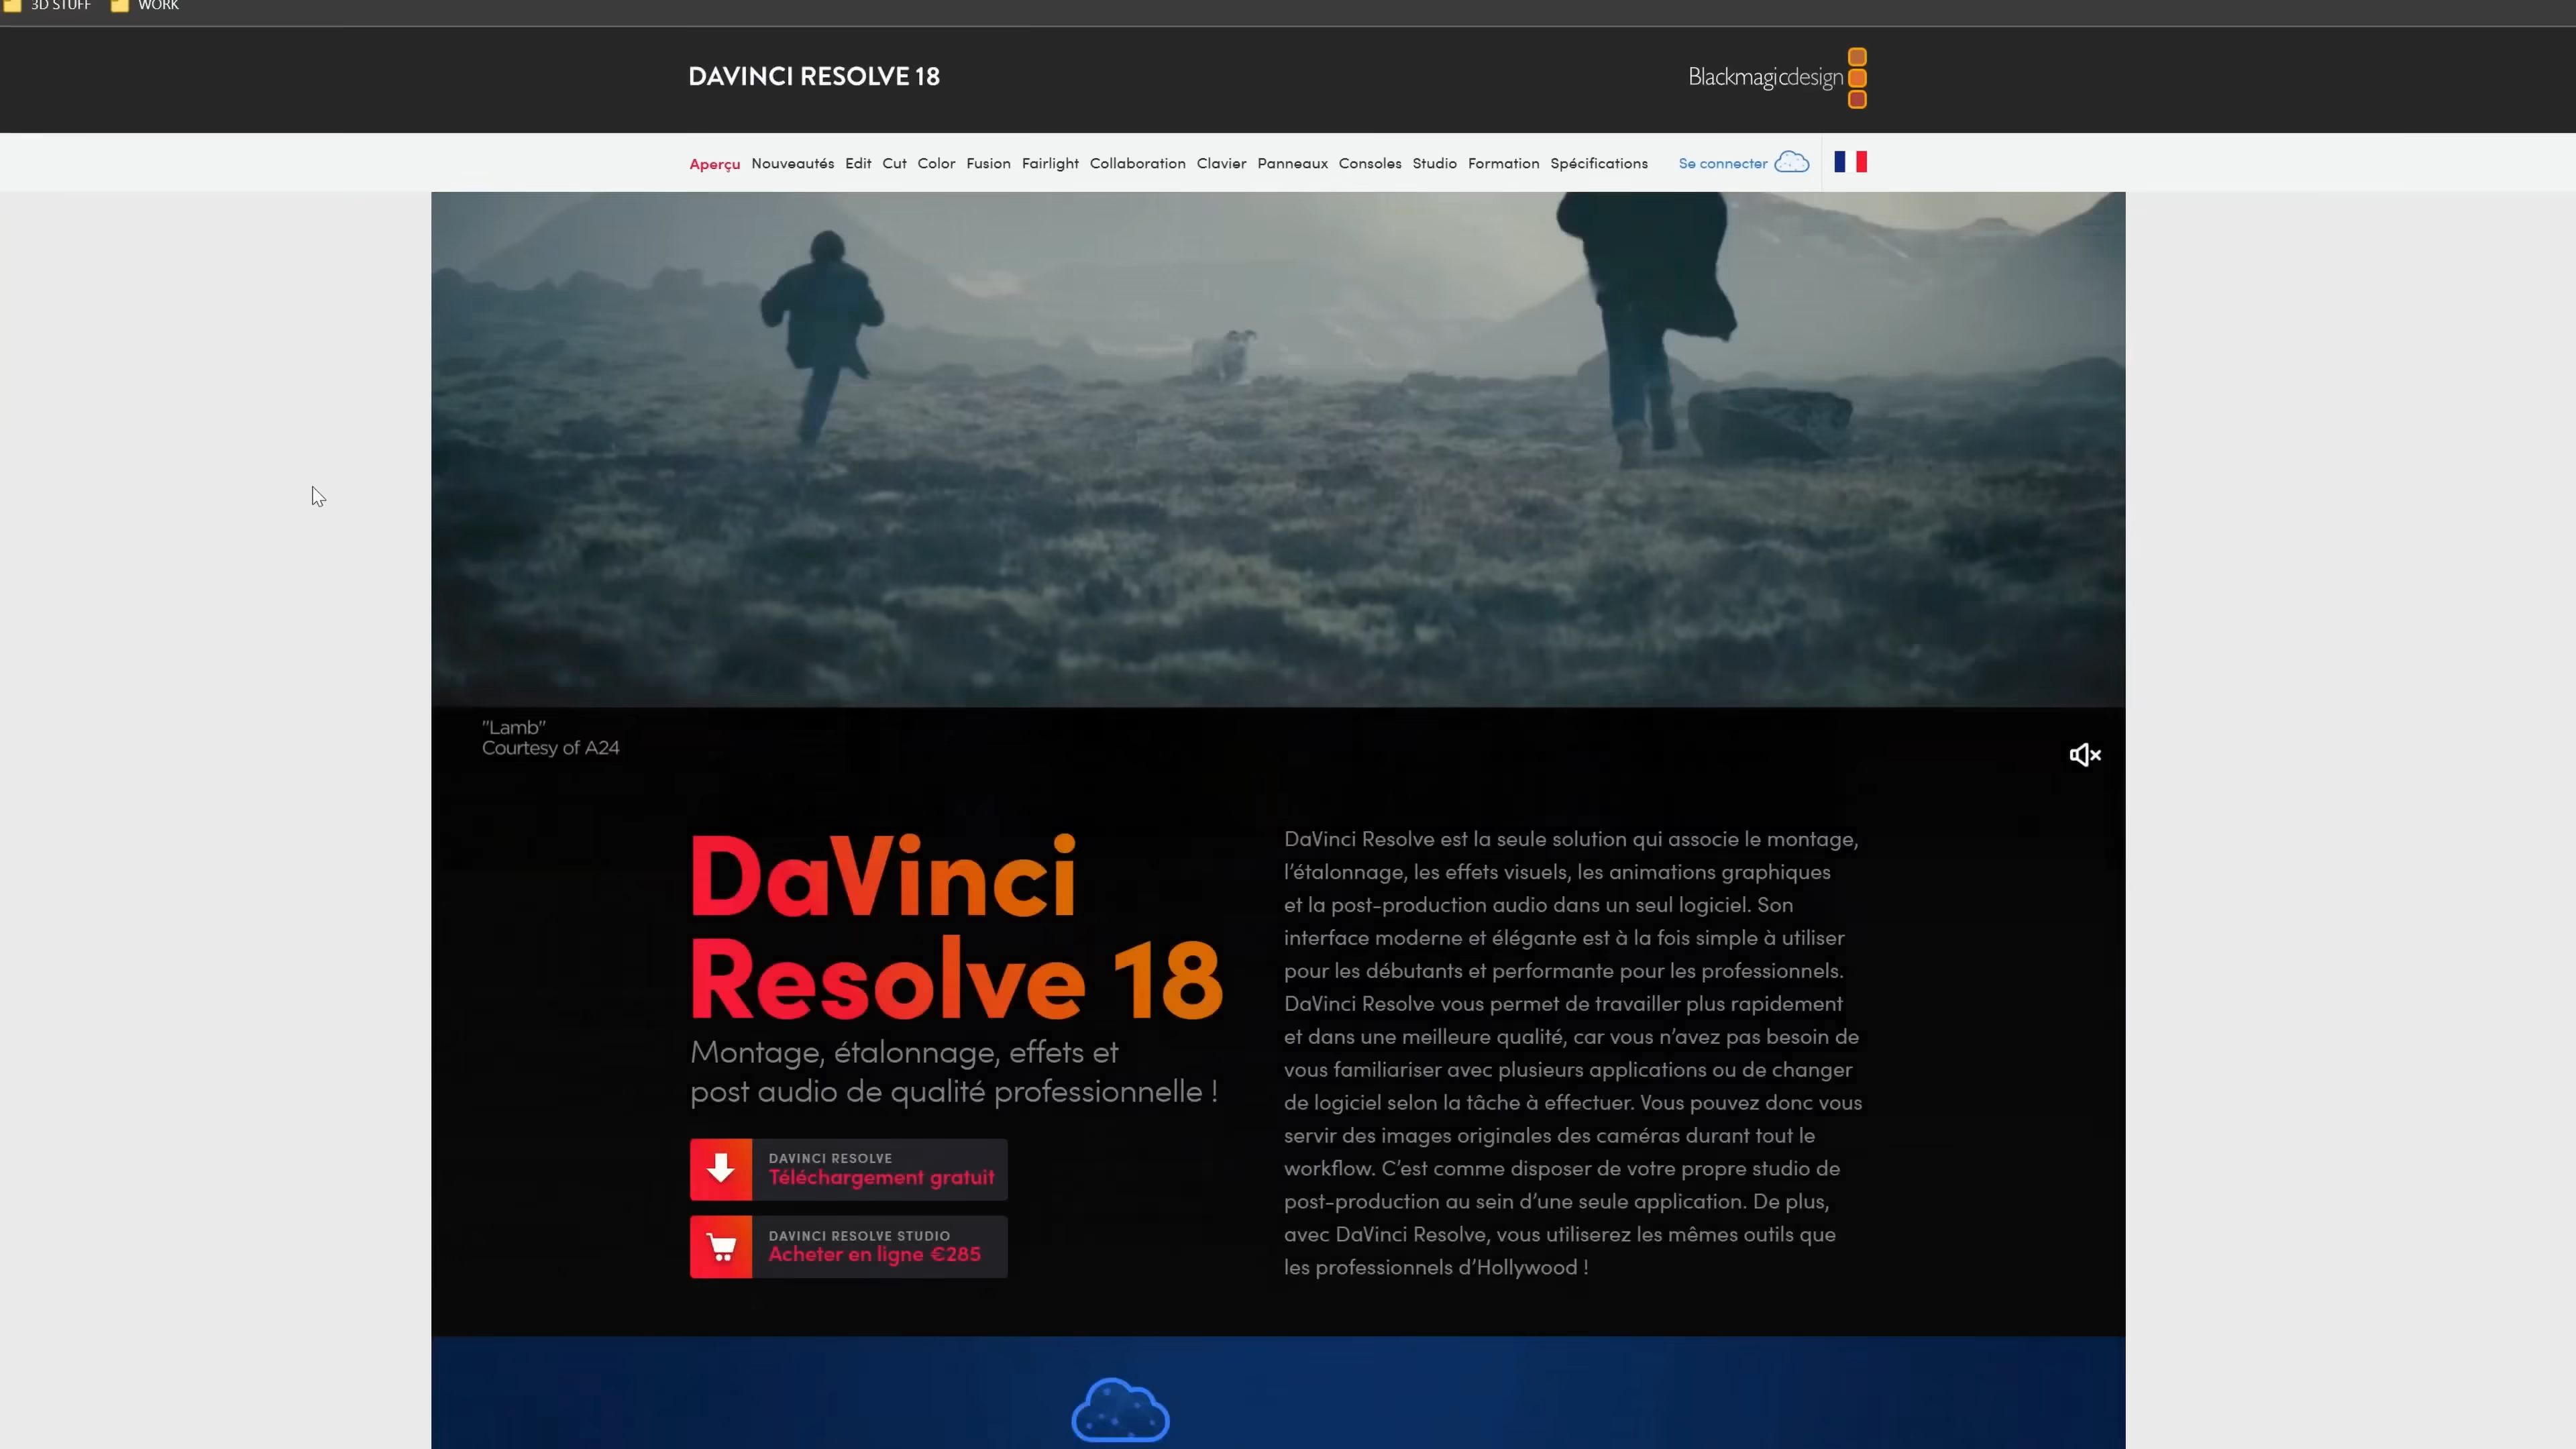 3D STUFF
WORK
DAVINCI RESOLVE 18
Blackmagicdesign
Aperçu Nouveautés Edit Cut Color Fusion Fairlight Collaboration Clavier Panneaux Consoles Studio Formation Spécifications Se connecter
"Lamb"
Courtesy of A24
DaVinci
Resolve 18
Montage, étalonnage, effets et
post audio de qualité professionnelle !
DAVINCI RESOLVE
Téléchargement gratuit
DAVINCI RESOLVE STUDIO
Acheter en ligne €285
DaVinci Resolve est la seule solution qui associe le montage,
l’étalonnage, les effets visuels, les animations graphiques
et la post-production audio dans un seul logiciel. Son
interface moderne et élégante est à la fois simple à utiliser
pour les débutants et performante pour les professionnels.
DaVinci Resolve vous permet de travailler plus rapidement
et dans une meilleure qualité, car vous n’avez pas besoin de
vous familiariser avec plusieurs applications ou de changer
de logiciel selon la tâche à effectuer. Vous pouvez donc vous
servir des images originales des caméras durant tout le
workflow. C’est comme disposer de votre propre studio de
post-production au sein d’une seule application. De plus,
avec DaVinci Resolve, vous utiliserez les mêmes outils que
les professionnels d’Hollywood !